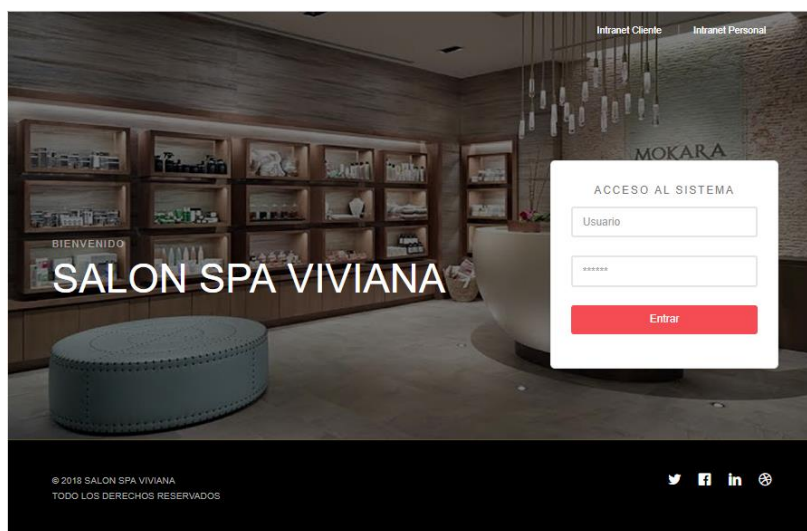 Intranet Cliente
Intranet Personal
MOKARA
ACCESO AL SISTEMA
Usuario
******
BIENVENIDO
SALON SPA VIVIANA
Entrar
© 2018 SALON SPA VIVIANA
TODO LOS DERECHOS RESERVADOS